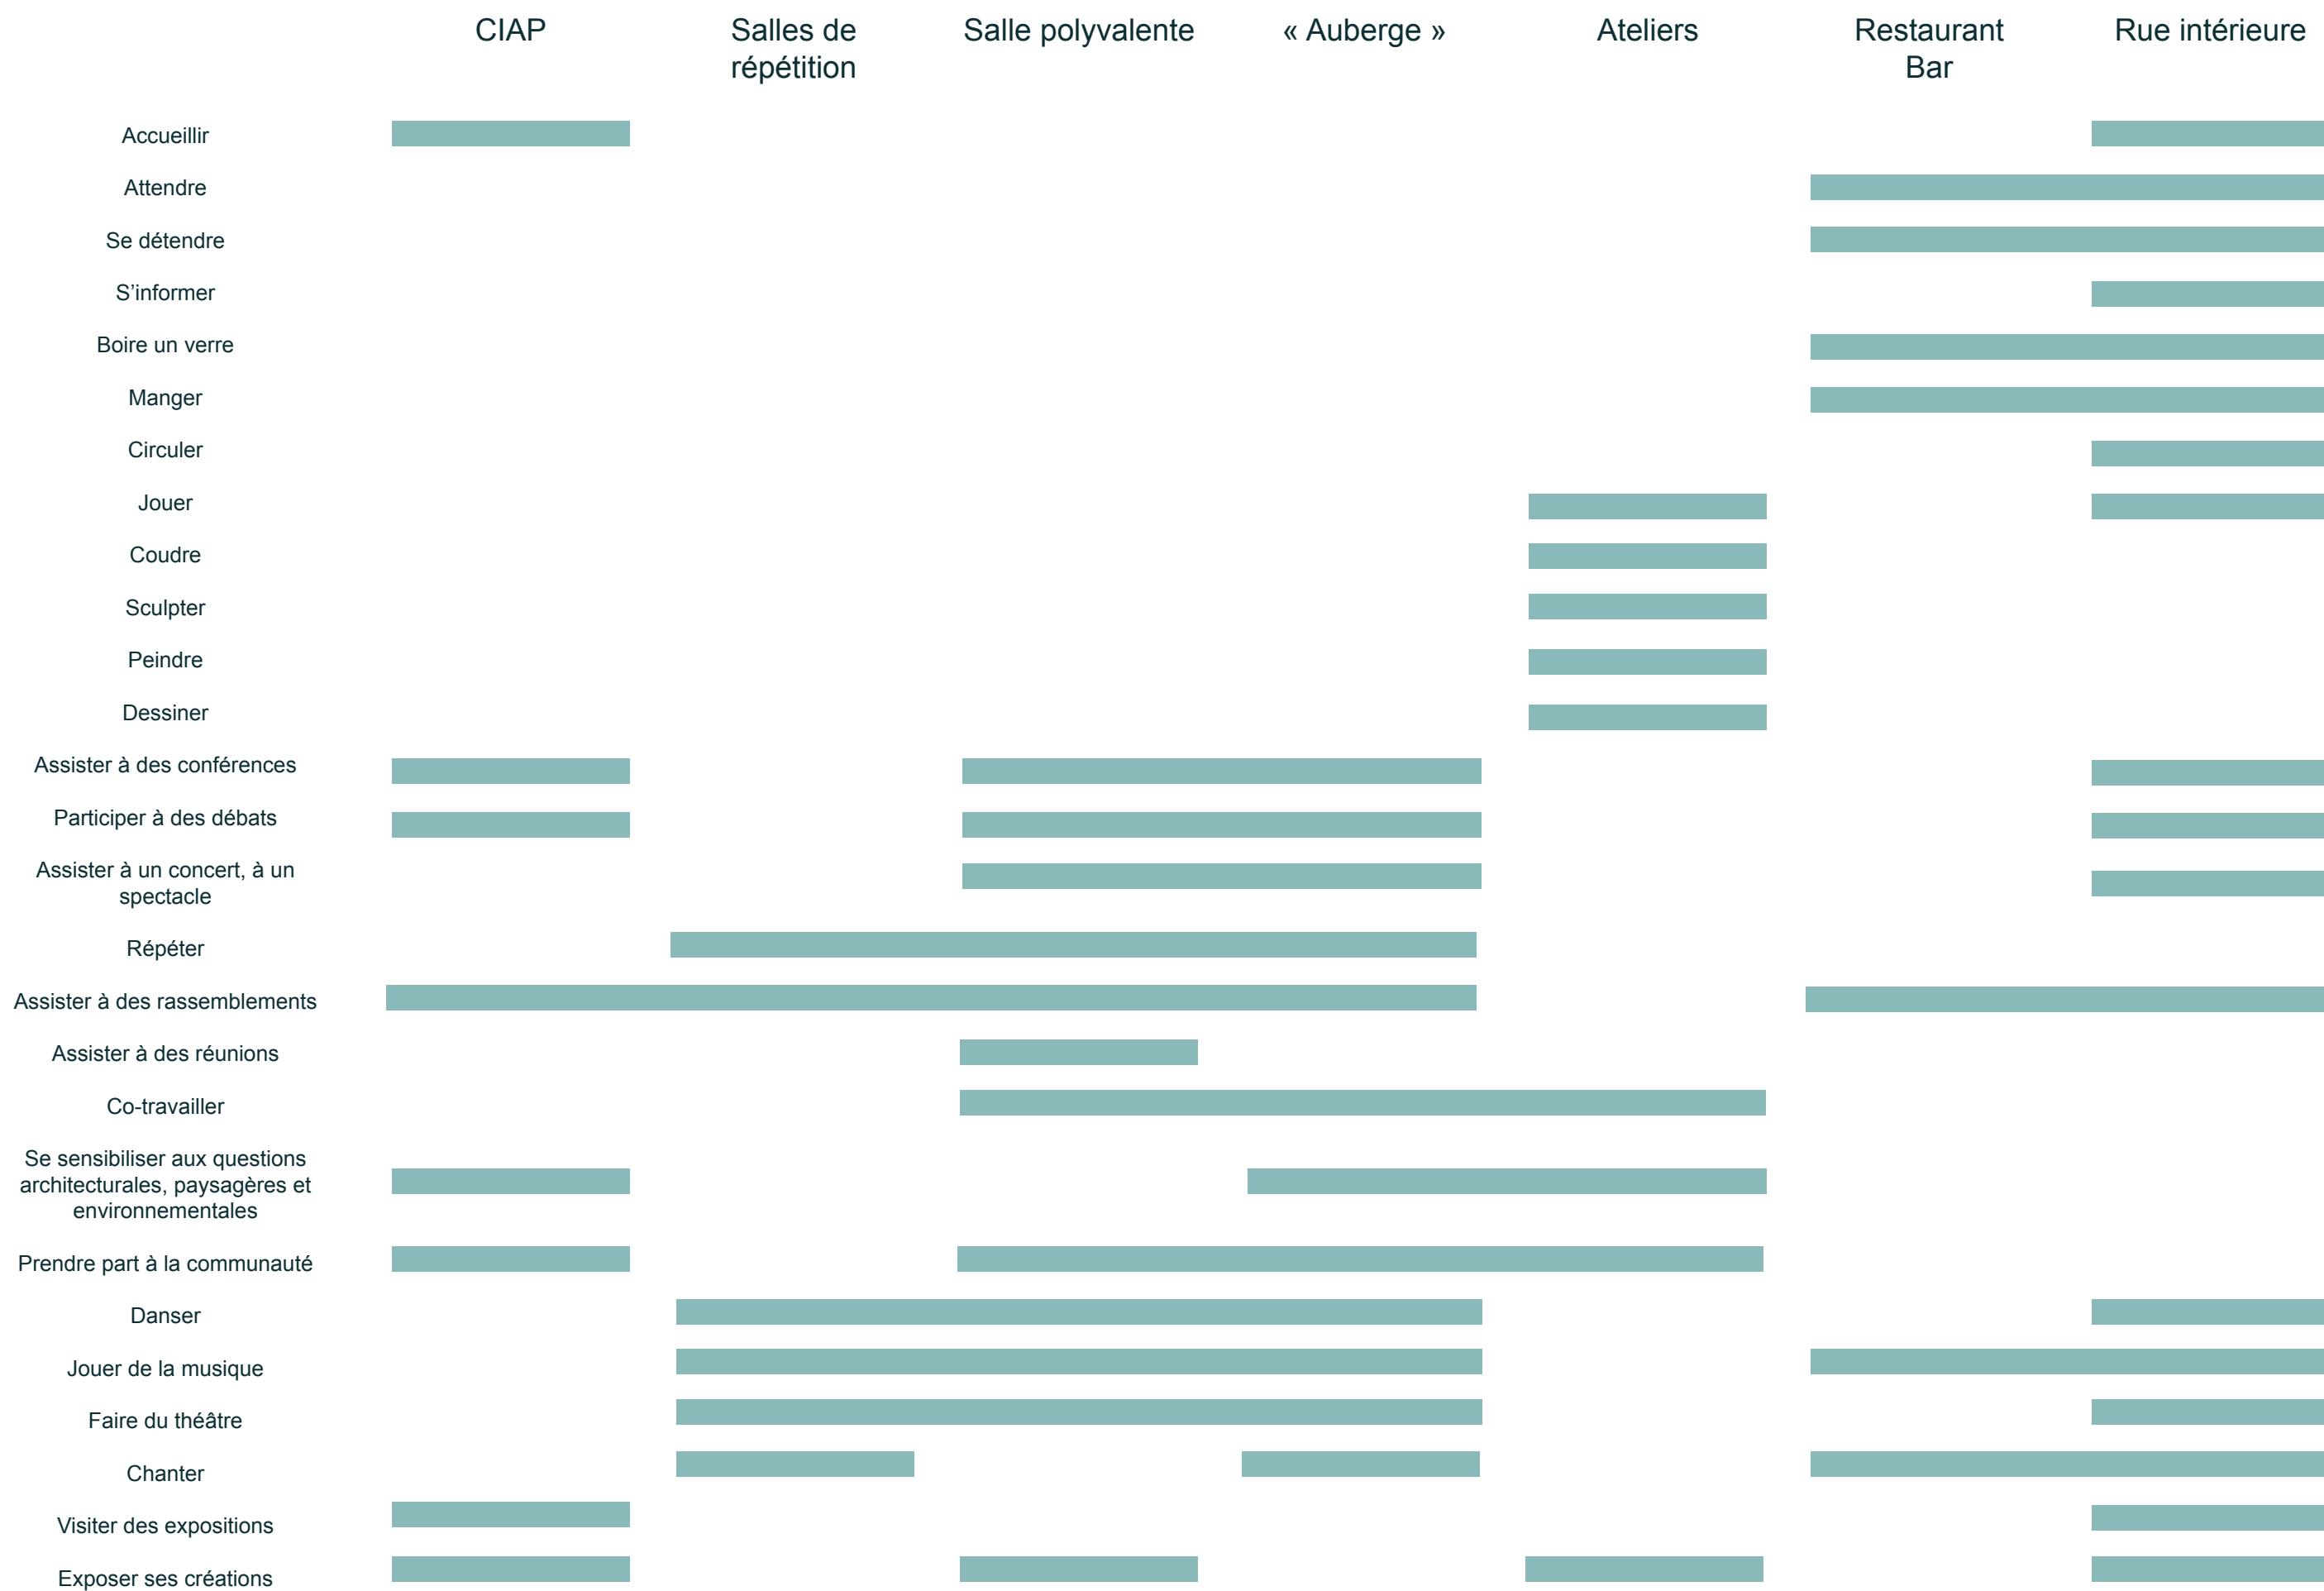 CIAP
Salles de
répétition
Salle polyvalente
« Auberge »
Ateliers
Restaurant
Bar
Rue intérieure
Accueillir
Attendre
Se détendre
S’informer
Boire un verre
Manger
Circuler
Jouer
Coudre
Sculpter
Peindre
Dessiner
Assister à des conférences
Participer à des débats
Assister à un concert, à un
spectacle
Répéter
Assister à des rassemblements
Assister à des réunions
Co-travailler
Se sensibiliser aux questions
architecturales, paysagères et
environnementales
Prendre part à la communauté
Danser
Jouer de la musique
Faire du théâtre
Chanter
Visiter des expositions
Exposer ses créations